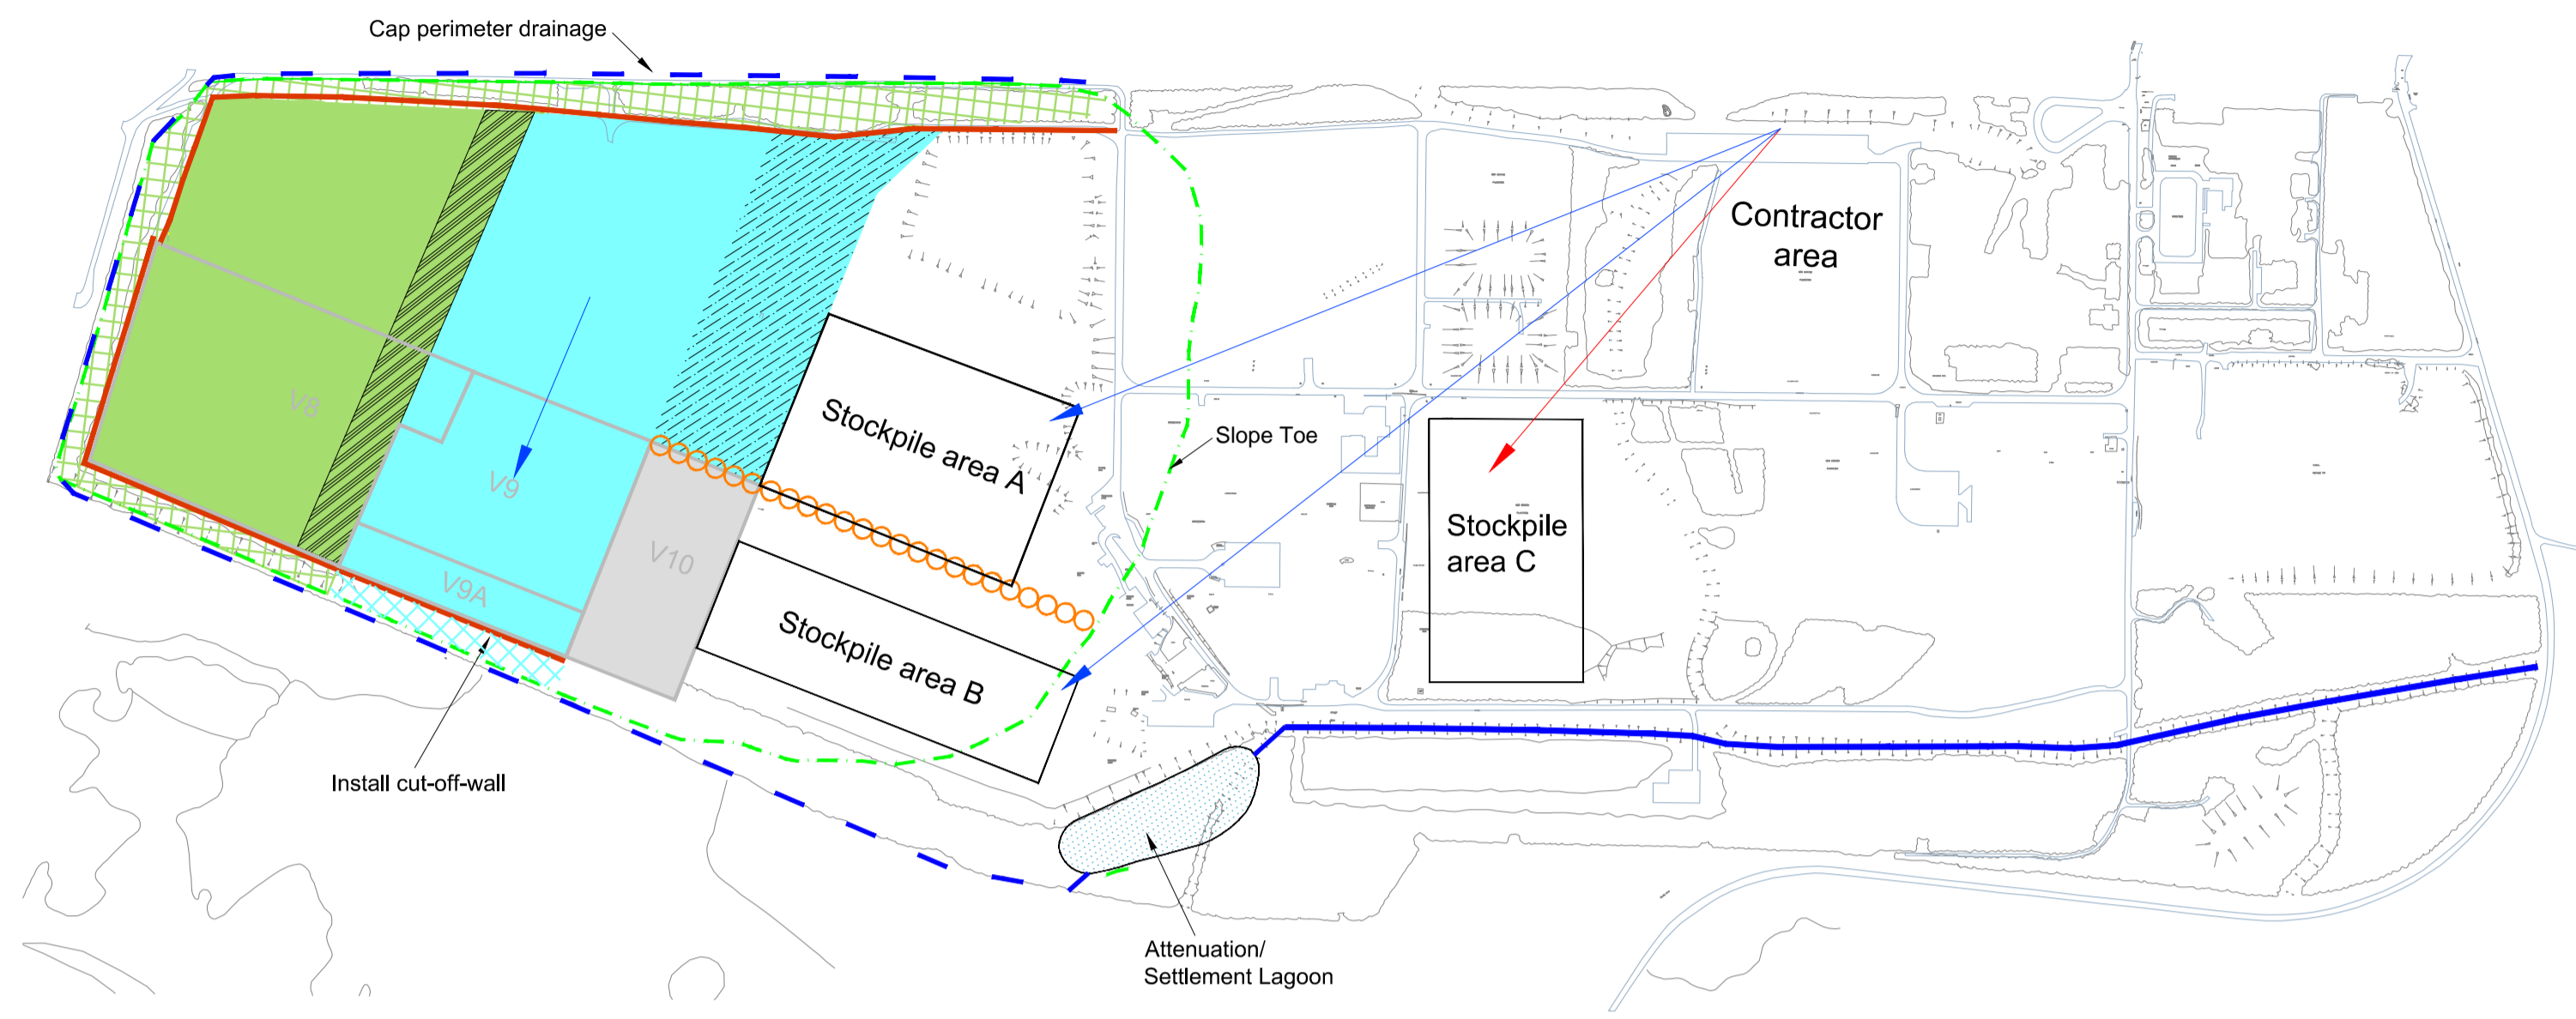 Cap perimeter drainage
Contractor
area
Stockpile area A
Slope Toe
V8
V9
V10
V9A
Stockpile
area C
Stockpile area B
Install cut-off-wall
Attenuation/
Settlement Lagoon